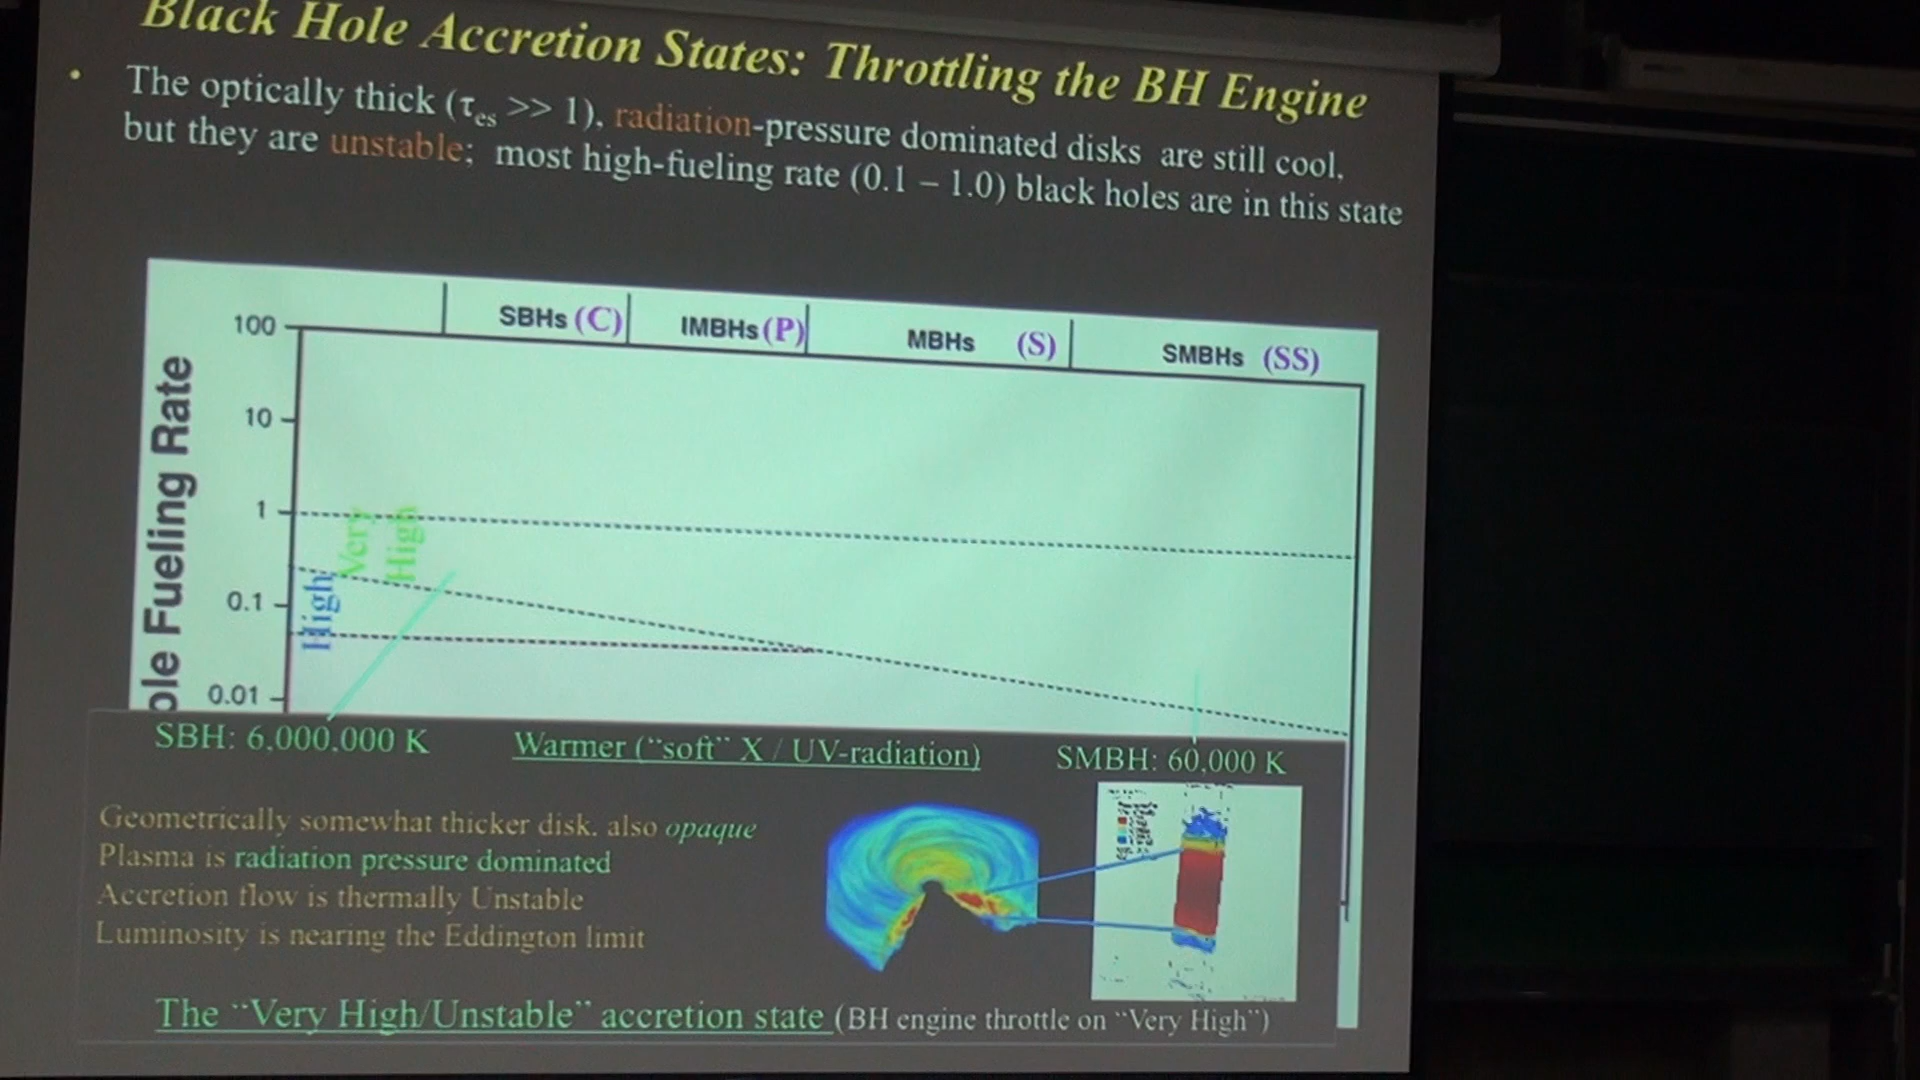 Black Hole Accretion States: Throttling the BH Engine
• The optically thick (τes >> 1), radiation-pressure dominated disks are still cool,
but they are unstable; most high-fueling rate (0.1 – 1.0) black holes are in this state
SBHs (C) IMBHs (P) MBHs (S) SMBHs (SS)
100
10
1
0.1
0.01
ole Fueling Rate
Very
High
High
SBH: 6,000,000 K Warmer ("soft" X / UV-radiation) SMBH: 60,000 K
Geometrically somewhat thicker disk, also opaque
Plasma is radiation pressure dominated
Accretion flow is thermally Unstable
Luminosity is nearing the Eddington limit
The "Very High/Unstable" accretion state (BH engine throttle on "Very High")